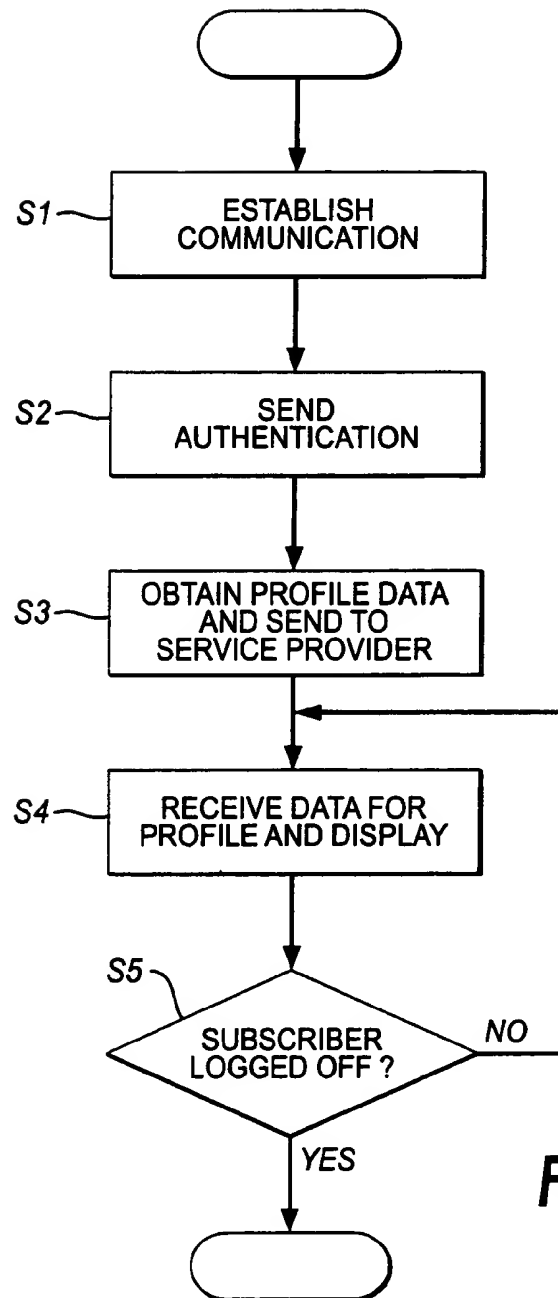 S1
ESTABLISH
COMMUNICATION
S2
SEND
AUTHENTICATION
S3
OBTAIN PROFILE DATA
AND SEND TO
SERVICE PROVIDER
S4
RECEIVE DATA FOR
PROFILE AND DISPLAY
S5
SUBSCRIBER
LOGGED OFF ?
NO
YES